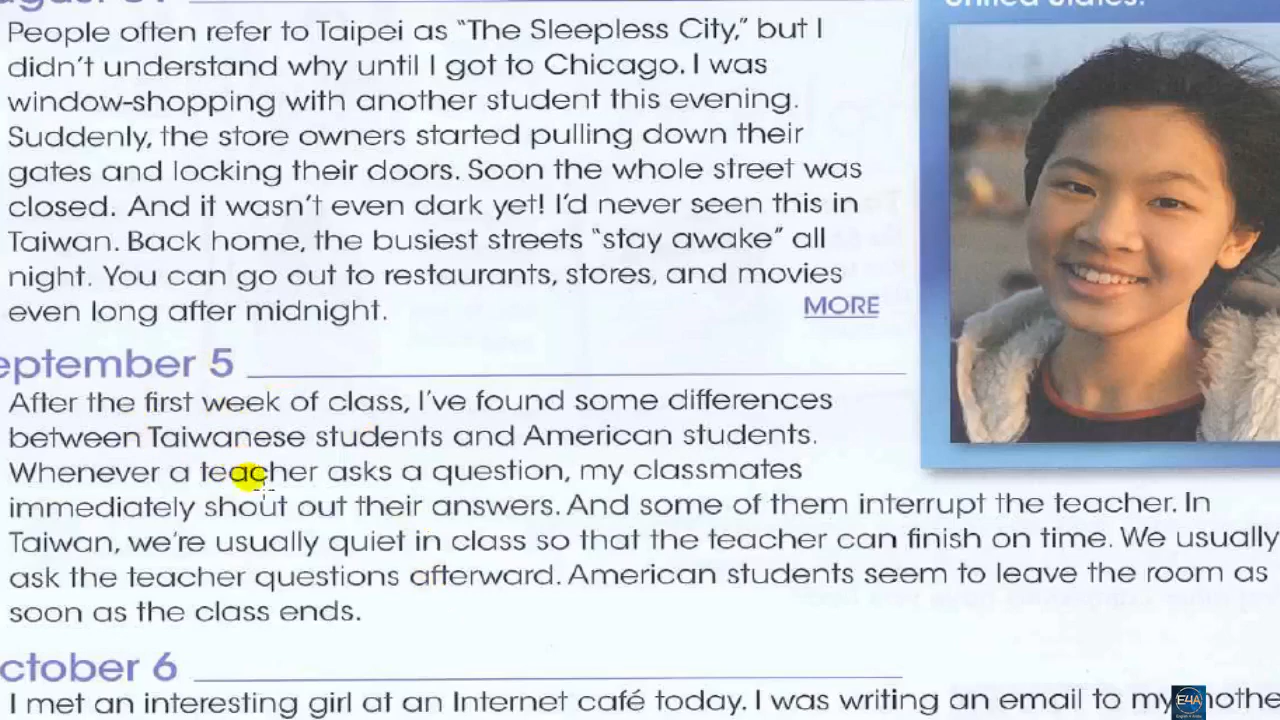 United States.
People often refer to Taipei as “The Sleepless City,” but I
didn’t understand why until I got to Chicago. I was
window-shopping with another student this evening.
Suddenly, the store owners started pulling down their
gates and locking their doors. Soon the whole street was
closed. And it wasn’t even dark yet! I’d never seen this in
Taiwan. Back home, the busiest streets “stay awake” all
night. You can go out to restaurants, stores, and movies
even long after midnight.
MORE
eptember 5
After the first week of class, I’ve found some differences
between Taiwanese students and American students.
Whenever a teacher asks a question, my classmates
immediately shout out their answers. And some of them interrupt the teacher. In
Taiwan, we’re usually quiet in class so that the teacher can finish on time. We usually
ask the teacher questions afterward. American students seem to leave the room as
soon as the class ends.
ctober 6
I met an interesting girl at an Internet café today. I was writing an email to my
E4A